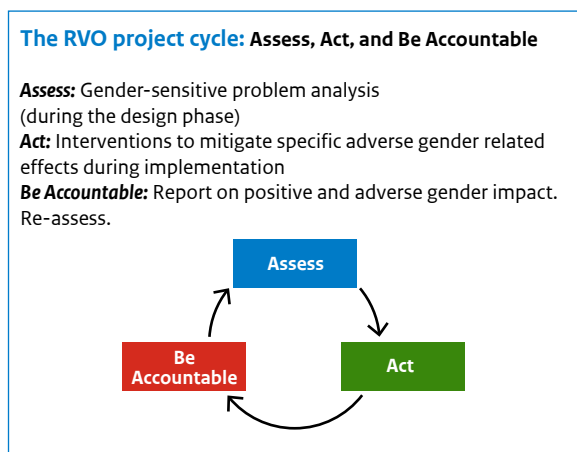 The RVO project cycle: Assess, Act, and Be Accountable
Assess: Gender-sensitive problem analysis
(during the design phase)
Act: Interventions to mitigate specific adverse gender related
effects during implementation
Be Accountable: Report on positive and adverse gender impact.
Re-assess.
Assess
Be
Accountable
Act